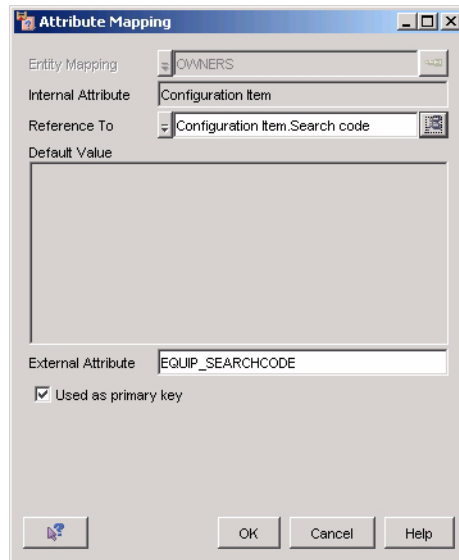 Attribute Mapping
Entity Mapping OWNERS
Internal Attribute Configuration Item
Reference To Configuration Item.Search code
Default Value
External Attribute EQUIP_SEARCHCODE
Used as primary key
OK Cancel Help